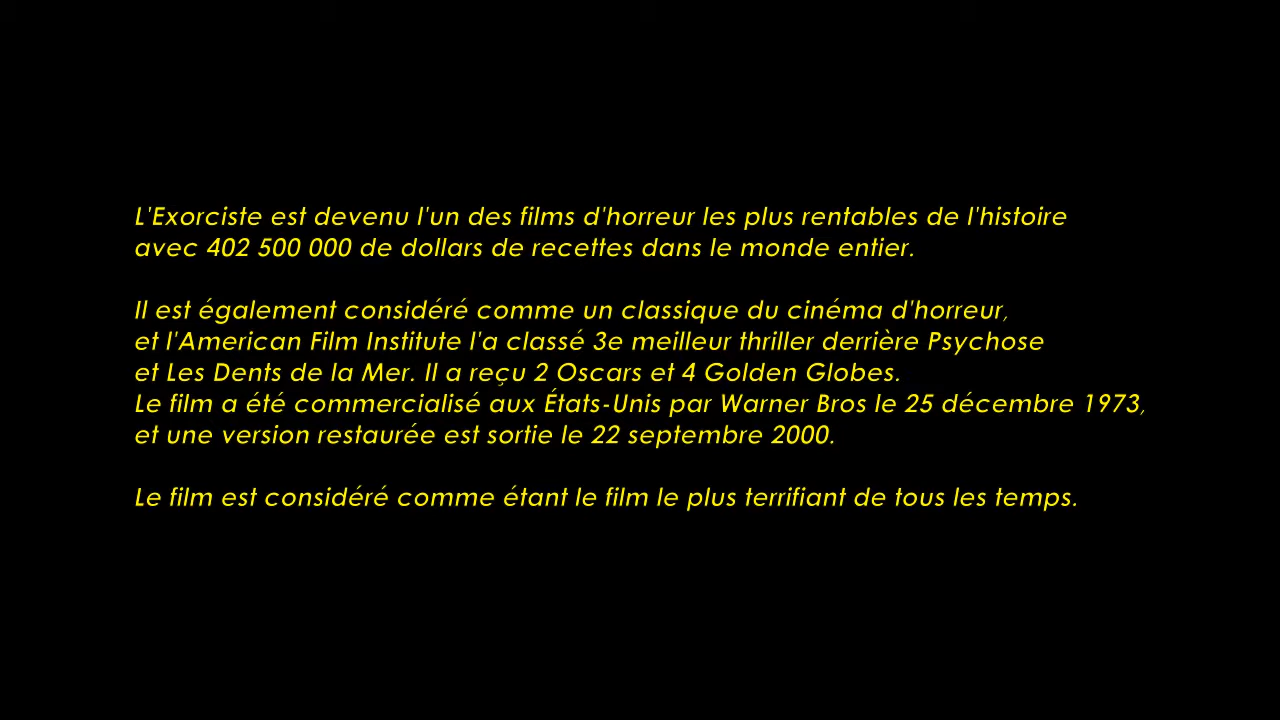 L'Exorciste est devenu l'un des films d'horreur les plus rentables de l'histoire
avec 402 500 000 de dollars de recettes dans le monde entier.
Il est également considéré comme un classique du cinéma d'horreur,
et l'American Film Institute l'a classé 3e meilleur thriller derrière Psychose
et Les Dents de la Mer. Il a reçu 2 Oscars et 4 Golden Globes.
Le film a été commercialisé aux États-Unis par Warner Bros le 25 décembre 1973,
et une version restaurée est sortie le 22 septembre 2000.
Le film est considéré comme étant le film le plus terrifiant de tous les temps.